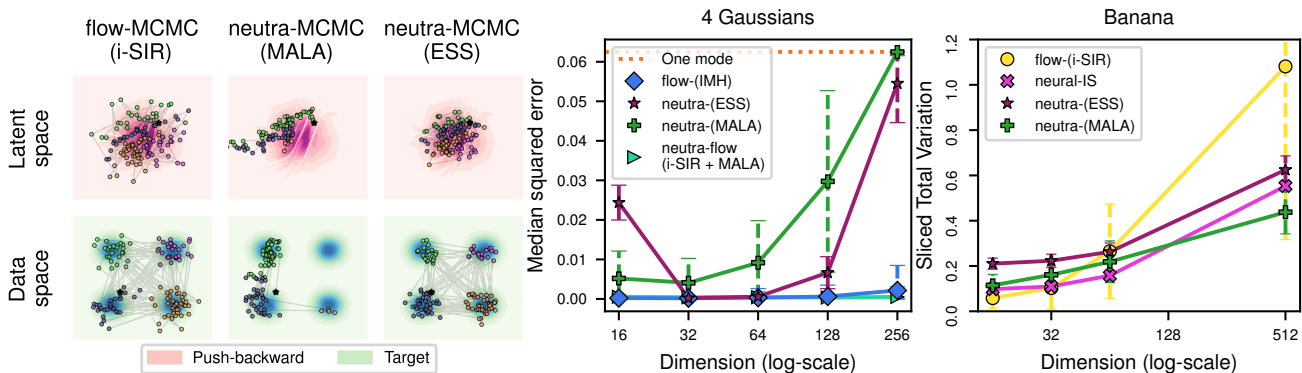 flow-MCMC
(i-SIR)
neutra-MCMC
(MALA)
neutra-MCMC
(ESS)
Latent
space
Data
space
Push-backward
Target
4 Gaussians
Median squared error
0.06
0.05
0.04
0.03
0.02
0.01
0.00
One mode
flow-(IMH)
neutra-(ESS)
neutra-(MALA)
neutra-flow
(i-SIR + MALA)
16
32
64
128
256
Dimension (log-scale)
Banana
Sliced Total Variation
1.2
1.0
0.8
0.6
0.4
0.2
0.0
flow-(i-SIR)
neural-IS
neutra-(ESS)
neutra-(MALA)
32
128
512
Dimension (log-scale)